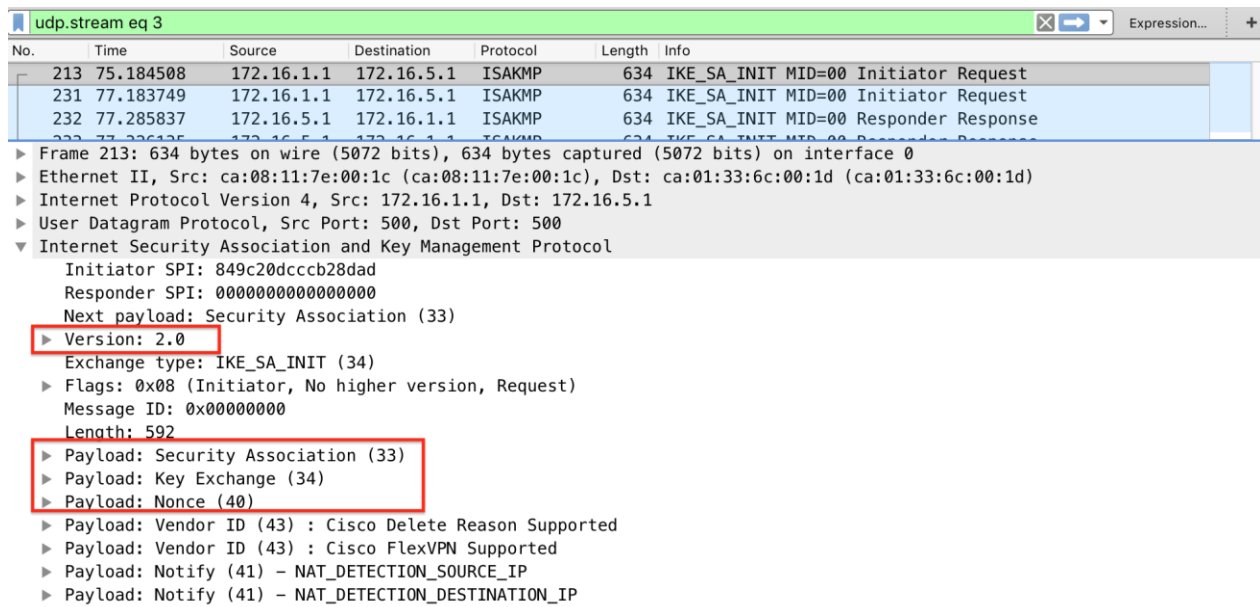 udp.stream eq 3 Expression... +
No. Time Source Destination Protocol Length Info
213 75.184508 172.16.1.1 172.16.5.1 ISAKMP 634 IKE_SA_INIT MID=00 Initiator Request
231 77.183749 172.16.1.1 172.16.5.1 ISAKMP 634 IKE_SA_INIT MID=00 Initiator Request
232 77.285837 172.16.5.1 172.16.1.1 ISAKMP 634 IKE_SA_INIT MID=00 Responder Response
Frame 213: 634 bytes on wire (5072 bits), 634 bytes captured (5072 bits) on interface 0
Ethernet II, Src: ca:08:11:7e:00:1c (ca:08:11:7e:00:1c), Dst: ca:01:33:6c:00:1d (ca:01:33:6c:00:1d)
Internet Protocol Version 4, Src: 172.16.1.1, Dst: 172.16.5.1
User Datagram Protocol, Src Port: 500, Dst Port: 500
Internet Security Association and Key Management Protocol
Initiator SPI: 849c20dcccb28dad
Responder SPI: 0000000000000000
Next payload: Security Association (33)
Version: 2.0
Exchange type: IKE_SA_INIT (34)
Flags: 0x08 (Initiator, No higher version, Request)
Message ID: 0x00000000
Length: 592
Payload: Security Association (33)
Payload: Key Exchange (34)
Payload: Nonce (40)
Payload: Vendor ID (43) : Cisco Delete Reason Supported
Payload: Vendor ID (43) : Cisco FlexVPN Supported
Payload: Notify (41) – NAT_DETECTION_SOURCE_IP
Payload: Notify (41) – NAT_DETECTION_DESTINATION_IP